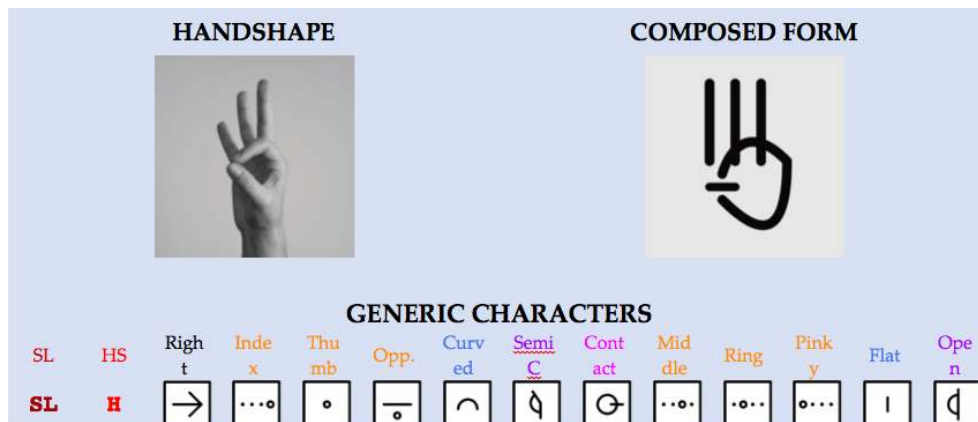 HANDSHAPE COMPOSED FORM
GENERIC CHARACTERS
SL HS Righ t Inde x Thu mb Opp. Curv ed Semi C Cont act Mid dle Ring Pink y Flat Ope n
SL H